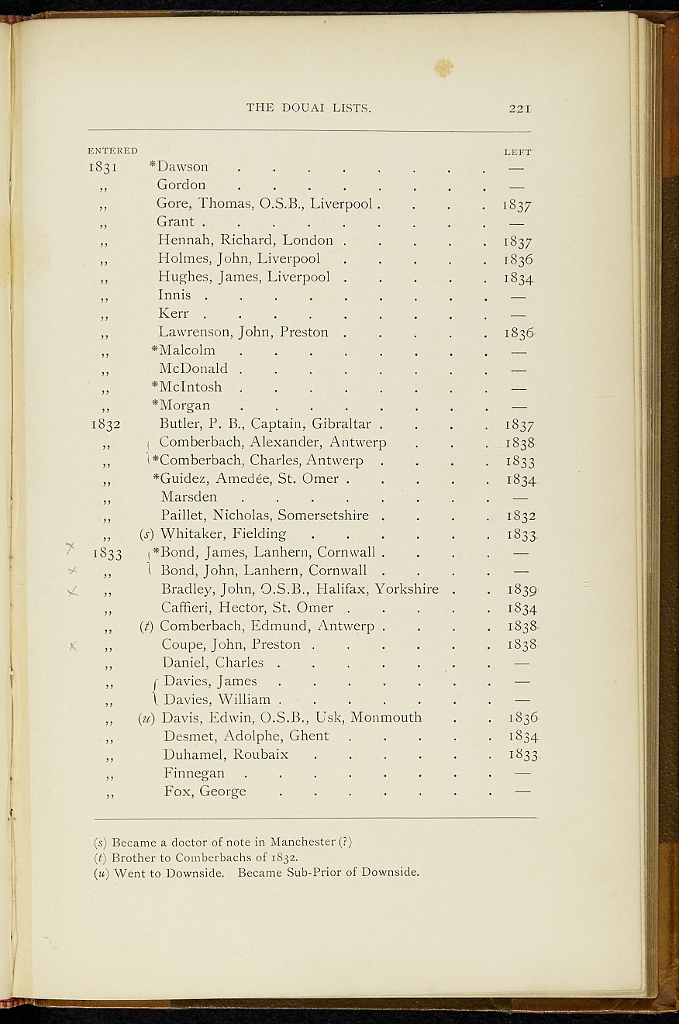 THE DOUAI LISTS. 221
ENTERED LEFT
1831 *Dawson . . . . . . . —
,, Gordon . . . . . . . —
,, Gore, Thomas, O.S.B., Liverpool . . . . 1837
,, Grant . . . . . . . . —
,, Hennah, Richard, London . . . . . 1837
,, Holmes, John, Liverpool . . . . . 1836
,, Hughes, James, Liverpool . . . . . 1834
,, Innis . . . . . . . . —
,, Kerr . . . . . . . . —
,, Lawrenson, John, Preston . . . . . 1836
,, *Malcolm . . . . . . . —
,, McDonald . . . . . . . —
,, *McIntosh . . . . . . . —
,, *Morgan . . . . . . . —
1832 Butler, P. B., Captain, Gibraltar . . . . 1837
,, { Comberbach, Alexander, Antwerp . . . 1838
,, { *Comberbach, Charles, Antwerp . . . . 1833
,, *Guidez, Amedée, St. Omer . . . . . 1834
,, Marsden . . . . . . . —
,, Paillet, Nicholas, Somersetshire . . . . 1832
,, (s) Whitaker, Fielding . . . . . . 1833
1833 { *Bond, James, Lanhern, Cornwall . . . . —
,, { Bond, John, Lanhern, Cornwall . . . . —
,, Bradley, John, O.S.B., Halifax, Yorkshire . . 1839
,, Caffieri, Hector, St. Omer . . . . . 1834
,, (t) Comberbach, Edmund, Antwerp . . . . 1838
,, Coupe, John, Preston . . . . . . 1838
,, Daniel, Charles . . . . . . . —
,, { Davies, James . . . . . . —
,, { Davies, William . . . . . . . —
,, (u) Davis, Edwin, O.S.B., Usk, Monmouth . . 1836
,, Desmet, Adolphe, Ghent . . . . . 1834
,, Duhamel, Roubaix . . . . . . 1833
,, Finnegan . . . . . . . —
,, Fox, George . . . . . . —
(s) Became a doctor of note in Manchester (?)
(t) Brother to Comberbachs of 1832.
(u) Went to Downside. Became Sub-Prior of Downside.